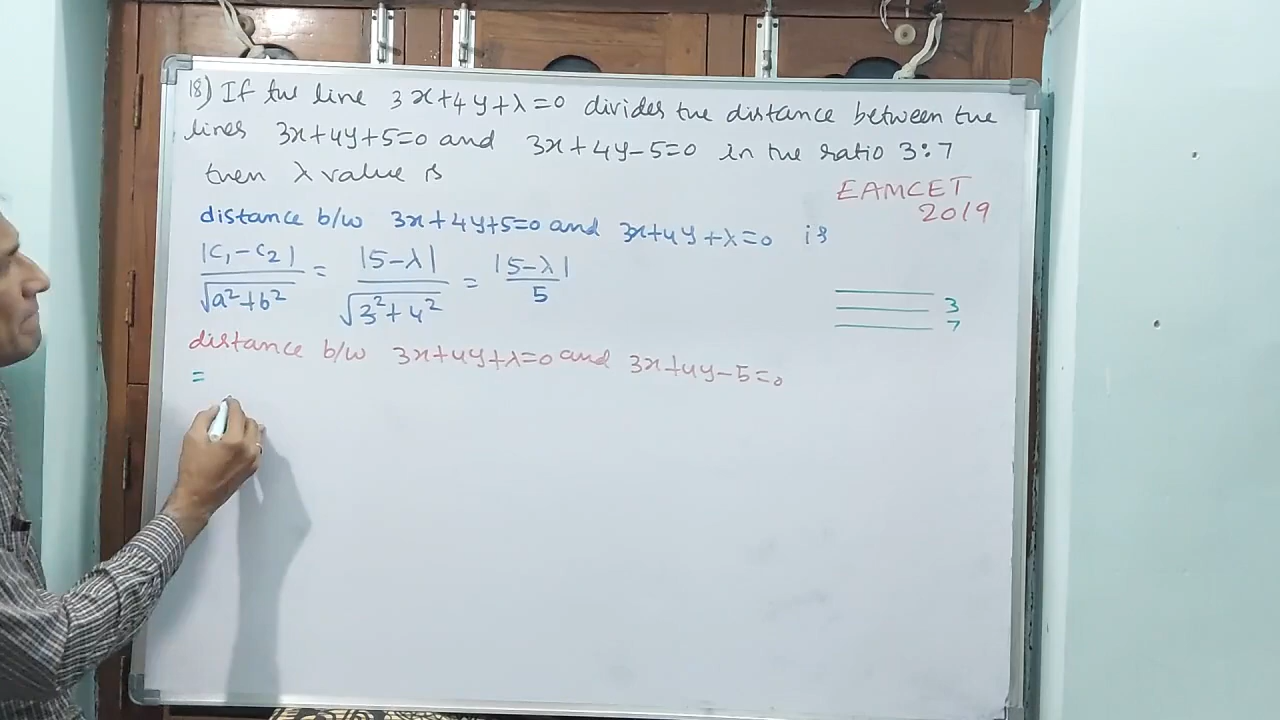 18) If the line 3x+4y+λ=0 divides the distance between the
lines 3x+4y+5=0 and 3x+4y-5=0 in the ratio 3:7
then λ value is
EAMCET
2019
distance b/w 3x+4y+5=0 and 3x+4y+λ=0 is
|c₁-c₂| / √a²+b² = |5-λ| / √3²+4² = |5-λ| / 5
3
7
distance b/w 3x+4y+λ=0 and 3x+4y-5=0
=